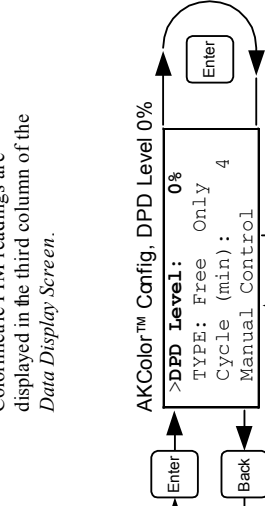 Colorimetric PTM readings are
displayed in the third column of the
Data Display Screen.
AKColor™ Config, DPD Level 0%
Enter
>DPD Level: 0%
TYPE: Free Only
Cycle (min): 4
Manual Control
Enter
Back